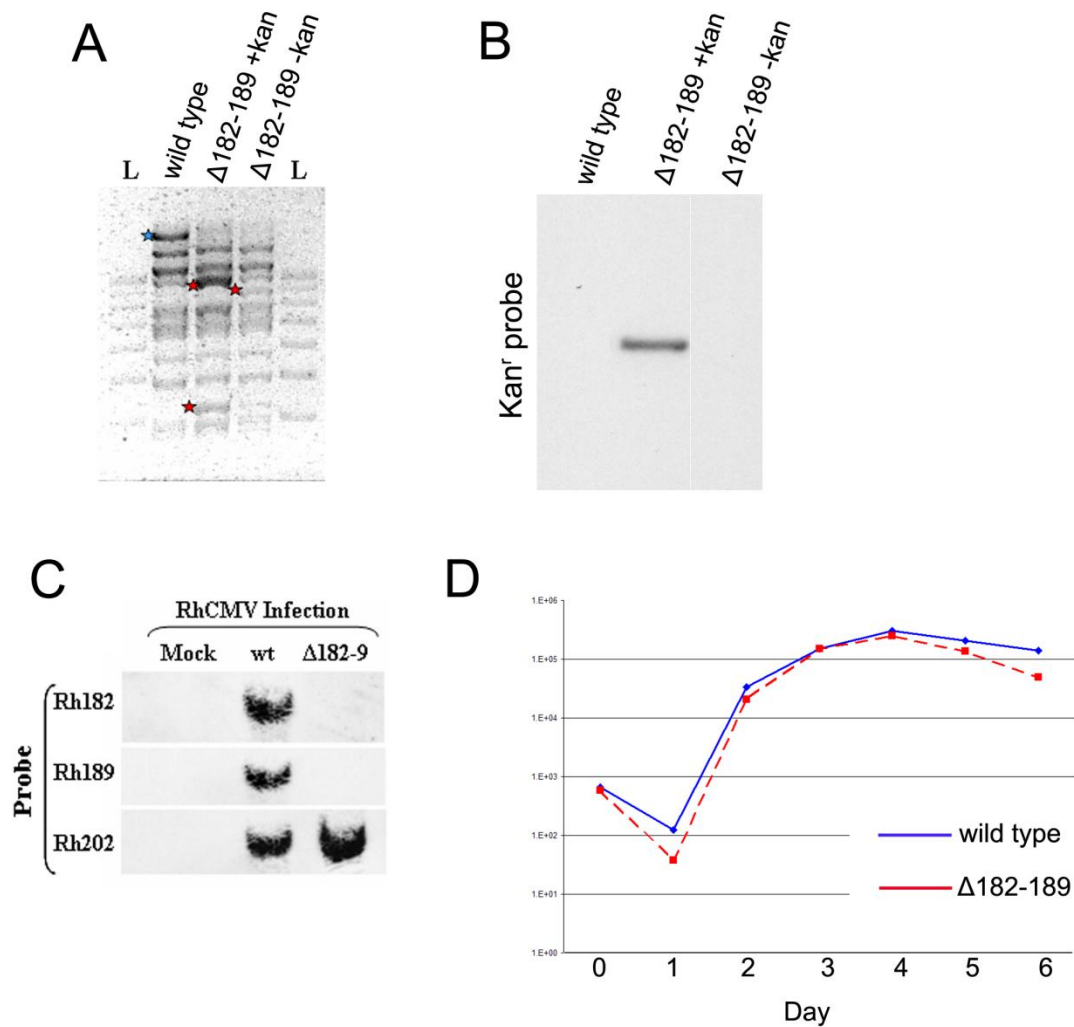 A
L
wild type
Δ182-189 +kan
Δ182-189 -kan
L
B
wild type
Δ182-189 +kan
Δ182-189 -kan
Kanʳ probe
C
RhCMV Infection
Mock wt Δ182-9
Probe
Rh182
Rh189
Rh202
D
1.E+06
1.E+05
1.E+04
1.E+03
1.E+02
1.E+01
1.E+00
wild type
Δ182-189
0 1 2 3 4 5 6
Day